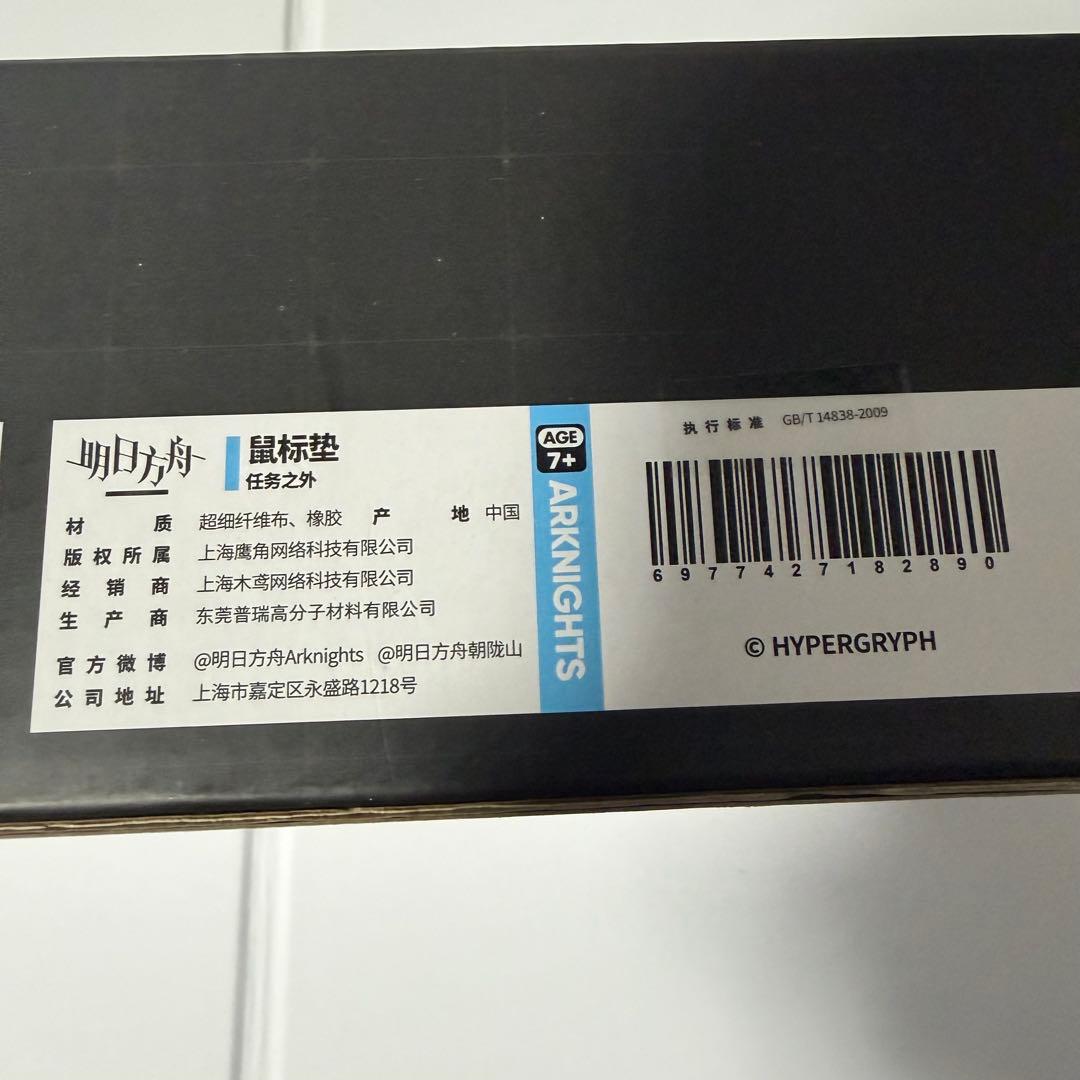 明日方舟
鼠标垫
任务之外
材质 超细纤维布、橡胶 产地 中国
版权所属 上海鹰角网络科技有限公司
经销商 上海木鸢网络科技有限公司
生产商 东莞普瑞高分子材料有限公司
官方微博 @明日方舟Arknights @明日方舟朝陇山
公司地址 上海市嘉定区永盛路1218号
AGE
7+
ARKNIGHTS
执行标准 GB/T 14838-2009
6977427182890
© HYPERGRYPH